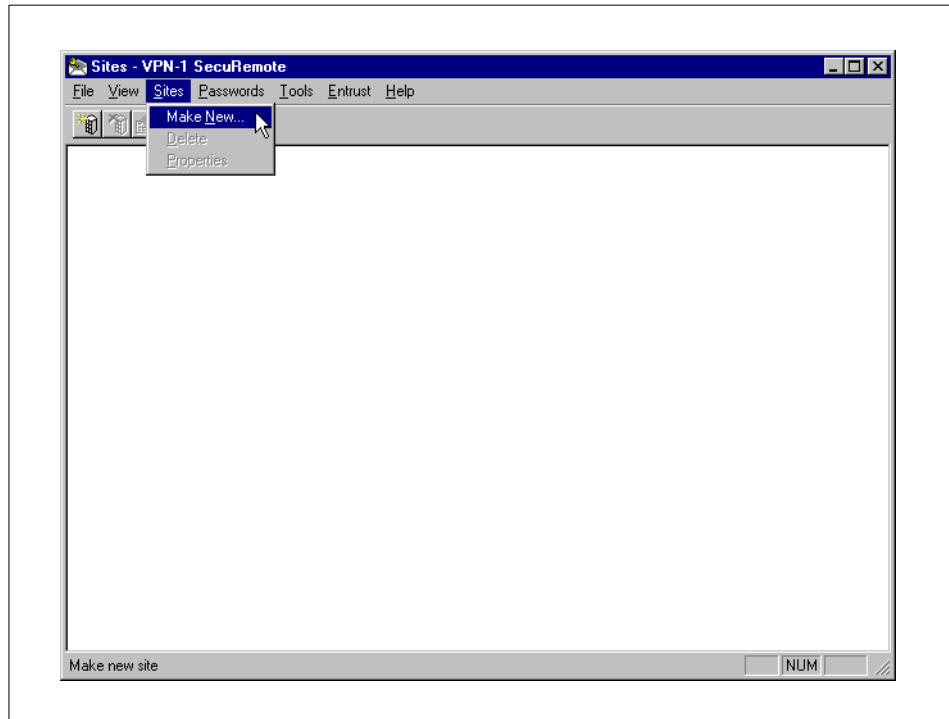 Sites - VPN-1 SecuRemote
File View Sites Passwords Tools Entrust Help
Make New...
Delete
Properties
Make new site
NUM